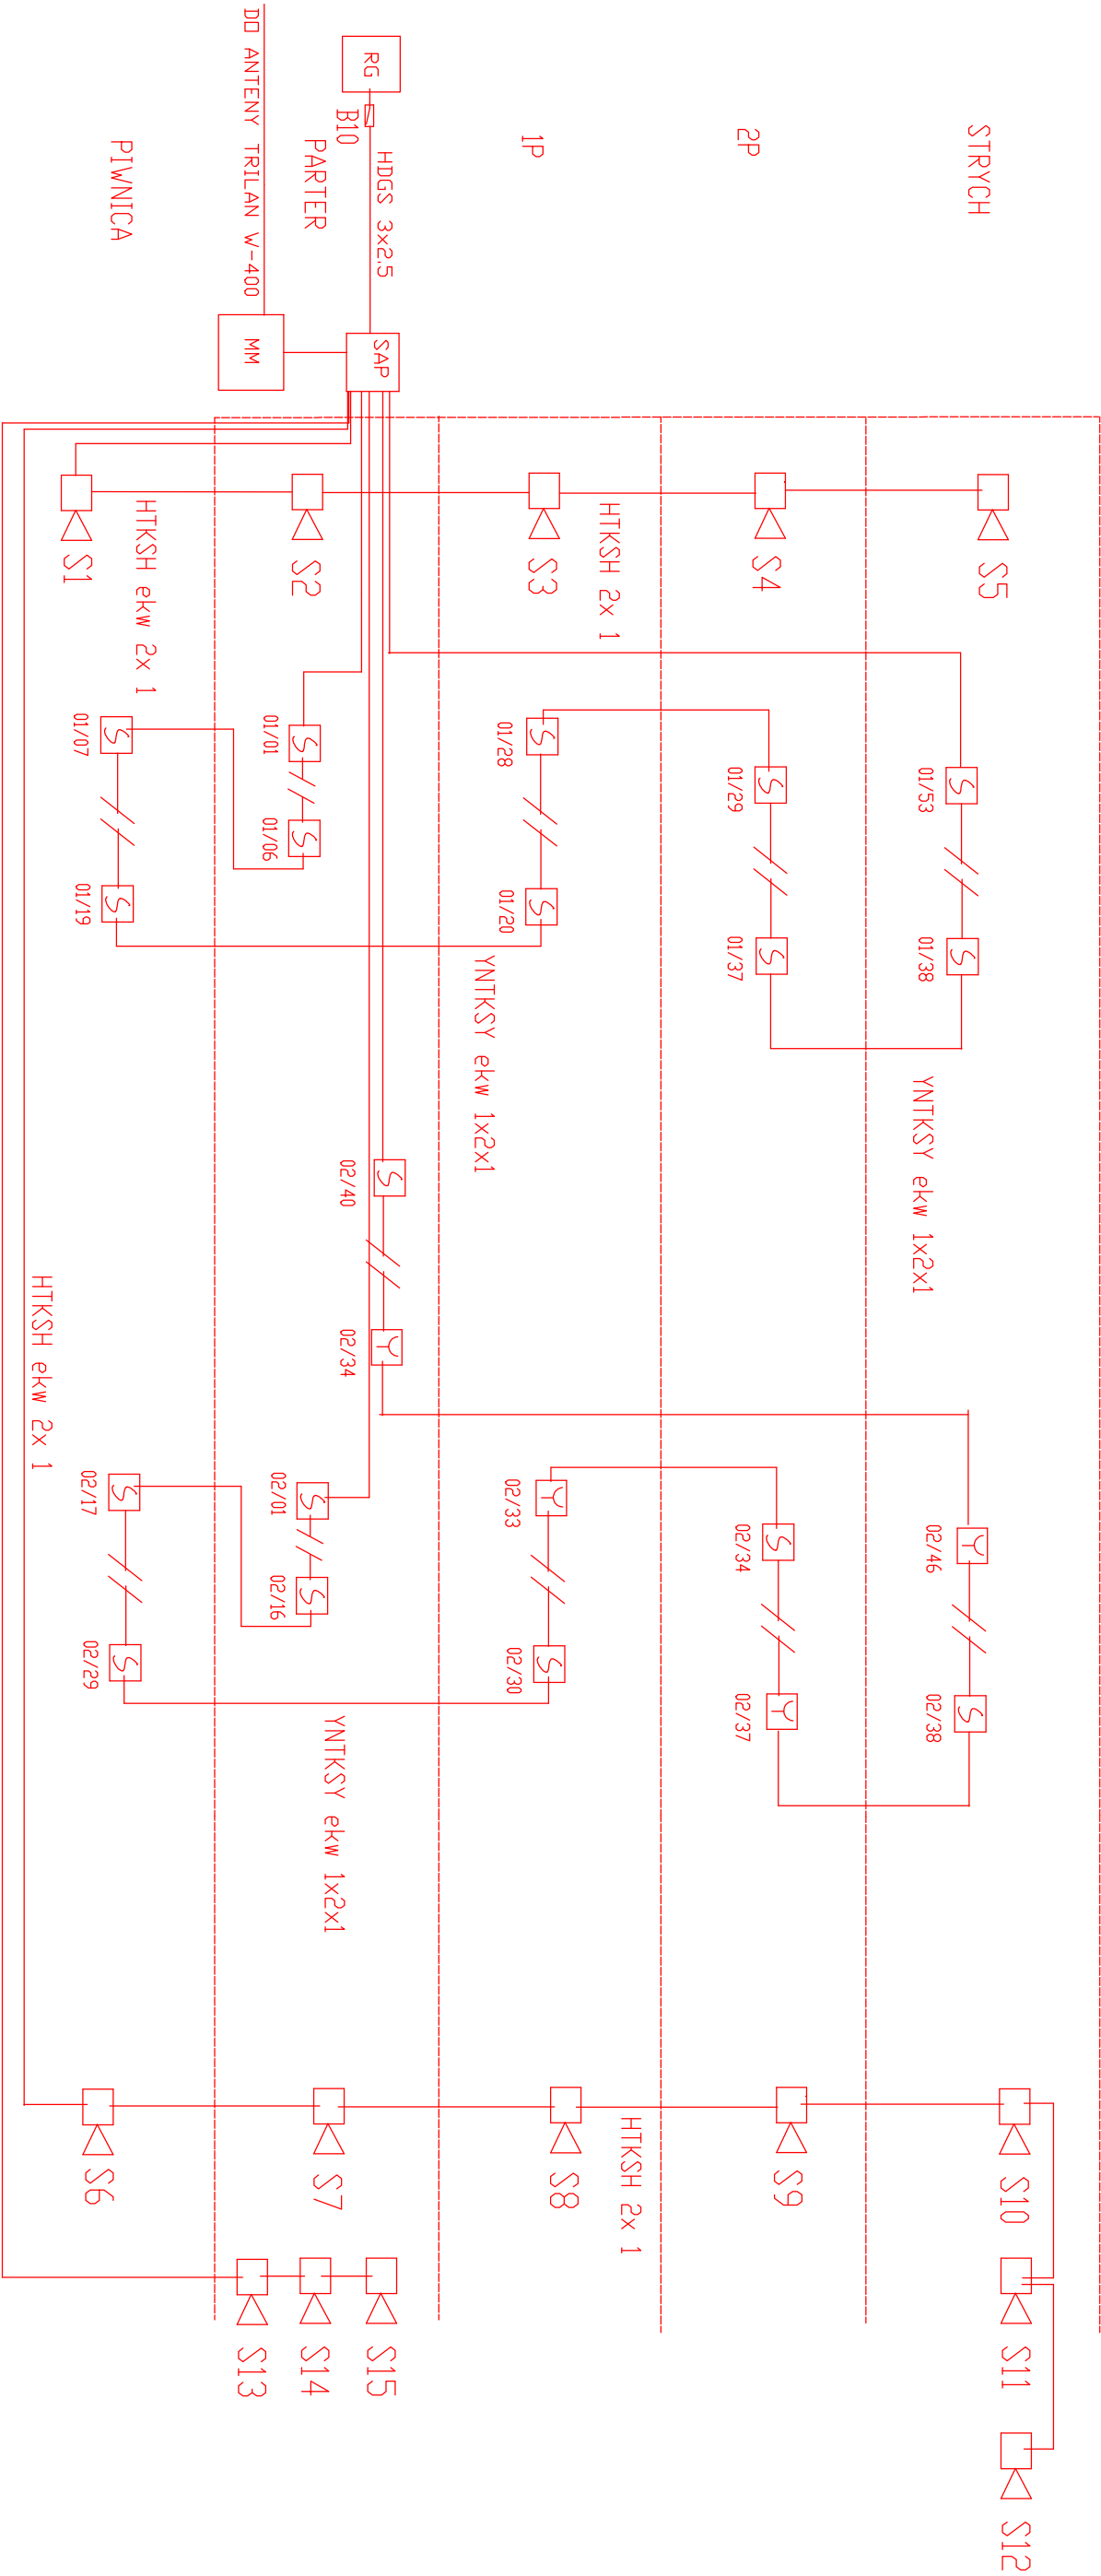 STRYCH
2P
1P
RG
B10
HDGS 3x2,5
PARTER
DO ANTENY TRILAN W-400
PIWNICA
SAP
MM
S5
S4
HTKSH 2x 1
S3
S2
HTKSH ekw 2x 1
S1
01/53
01/38
01/29
01/37
01/28
01/20
01/01
01/06
01/07
01/19
YNTKSY ekw 1x2x1
YNTKSY ekw 1x2x1
02/40
02/34
HTKSH ekw 2x 1
02/46
02/38
02/34
02/37
02/33
02/30
02/01
02/16
02/17
02/29
YNTKSY ekw 1x2x1
S10
S9
HTKSH 2x 1
S8
S7
S6
S11
S15
S14
S13
S12